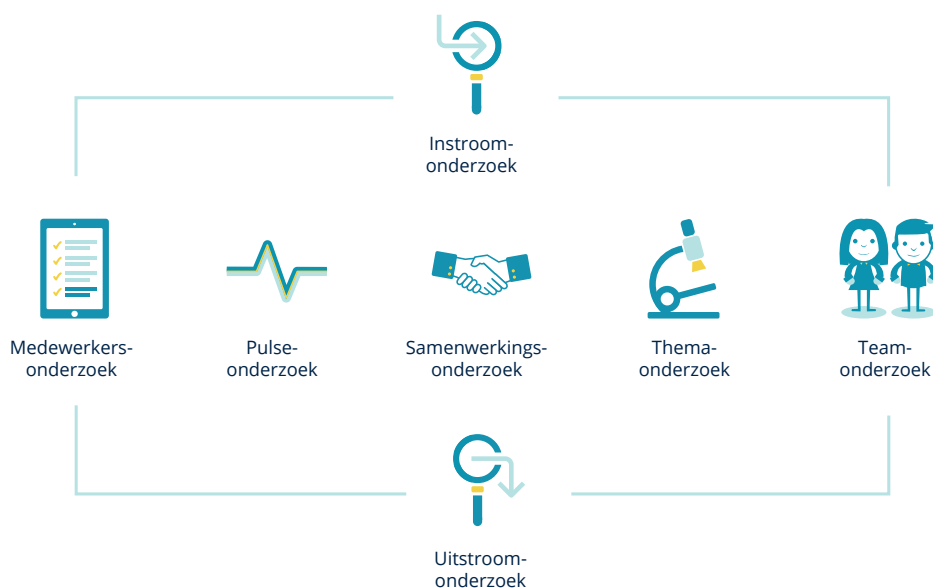 Instroom-
onderzoek
Medewerkers-
onderzoek
Pulse-
onderzoek
Samenwerkings-
onderzoek
Thema-
onderzoek
Team-
onderzoek
Uitstroom-
onderzoek